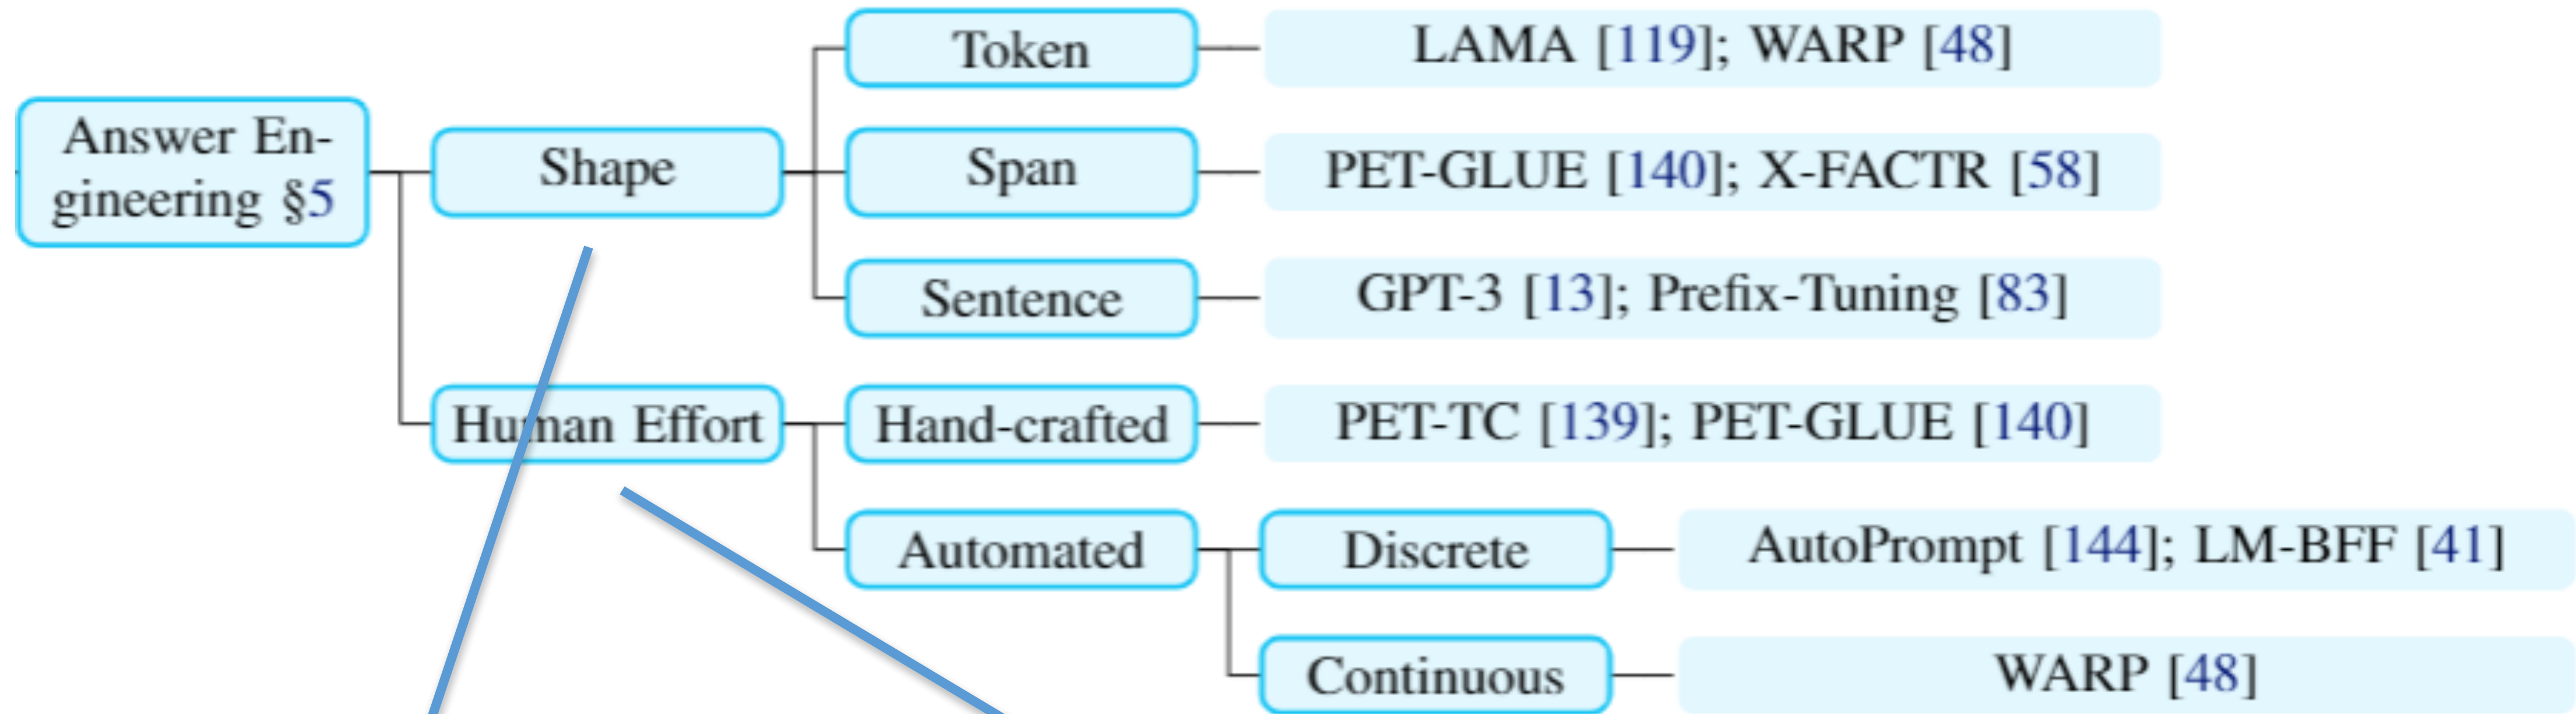 Answer En-
gineering §5
Shape
Token
LAMA [119]; WARP [48]
Span
PET-GLUE [140]; X-FACTR [58]
Sentence
GPT-3 [13]; Prefix-Tuning [83]
Human Effort
Hand-crafted
PET-TC [139]; PET-GLUE [140]
Automated
Discrete
AutoPrompt [144]; LM-BFF [41]
Continuous
WARP [48]